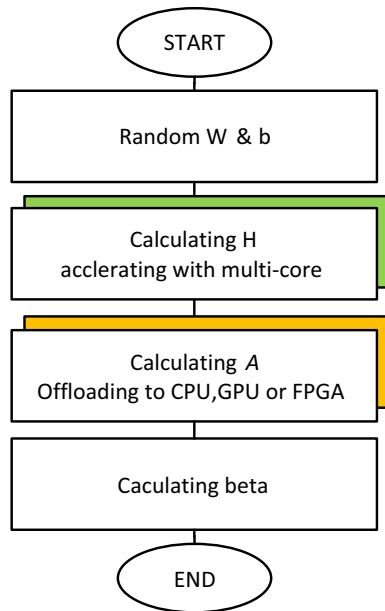 START
Random W & b
Calculating H
acclerating with multi-core
Calculating A
Offloading to CPU,GPU or FPGA
Caculating beta
END